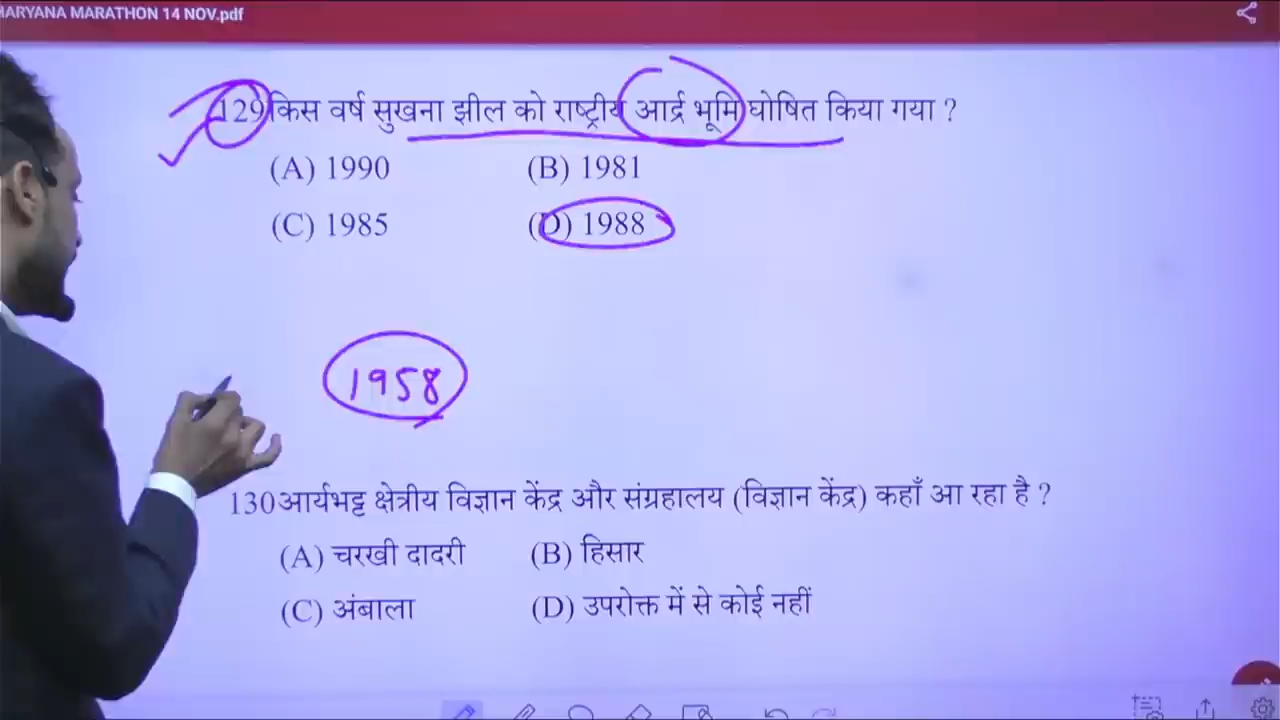 HARYANA MARATHON 14 NOV.pdf
129 किस वर्ष सुखना झील को राष्ट्रीय आर्द्र भूमि घोषित किया गया ?
(A) 1990 (B) 1981
(C) 1985 (D) 1988
1958
130 आर्यभट्ट क्षेत्रीय विज्ञान केंद्र और संग्रहालय (विज्ञान केंद्र) कहाँ आ रहा है ?
(A) चरखी दादरी (B) हिसार
(C) अंबाला (D) उपरोक्त में से कोई नहीं